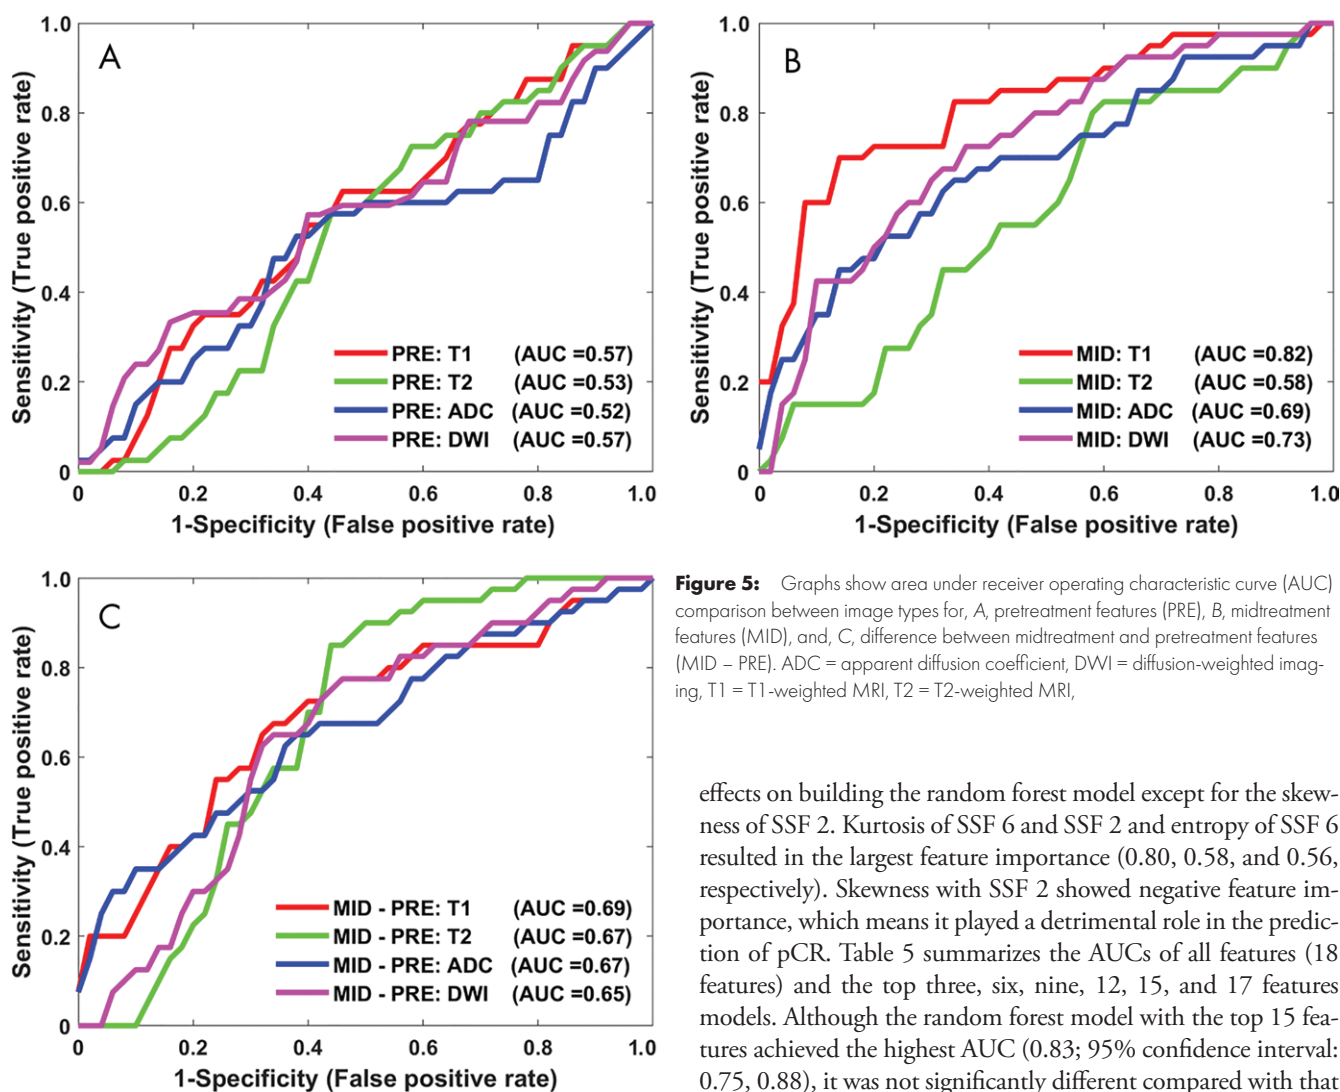 A
1.0
0.8
0.6
0.4
0.2
0
Sensitivity (True positive rate)
PRE: T1 (AUC =0.57)
PRE: T2 (AUC =0.53)
PRE: ADC (AUC =0.52)
PRE: DWI (AUC =0.57)
0 0.2 0.4 0.6 0.8 1.0
1-Specificity (False positive rate)
B
1.0
0.8
0.6
0.4
0.2
0
Sensitivity (True positive rate)
MID: T1 (AUC =0.82)
MID: T2 (AUC =0.58)
MID: ADC (AUC =0.69)
MID: DWI (AUC =0.73)
0 0.2 0.4 0.6 0.8 1.0
1-Specificity (False positive rate)
C
1.0
0.8
0.6
0.4
0.2
0
Sensitivity (True positive rate)
MID - PRE: T1 (AUC =0.69)
MID - PRE: T2 (AUC =0.67)
MID - PRE: ADC (AUC =0.67)
MID - PRE: DWI (AUC =0.65)
0 0.2 0.4 0.6 0.8 1.0
1-Specificity (False positive rate)
Figure 5: Graphs show area under receiver operating characteristic curve (AUC)
comparison between image types for, A, pretreatment features (PRE), B, midtreatment
features (MID), and, C, difference between midtreatment and pretreatment features
(MID – PRE). ADC = apparent diffusion coefficient, DWI = diffusion-weighted imag-
ing, T1 = T1-weighted MRI, T2 = T2-weighted MRI,
effects on building the random forest model except for the skew-
ness of SSF 2. Kurtosis of SSF 6 and SSF 2 and entropy of SSF 6
resulted in the largest feature importance (0.80, 0.58, and 0.56,
respectively). Skewness with SSF 2 showed negative feature im-
portance, which means it played a detrimental role in the predic-
tion of pCR. Table 5 summarizes the AUCs of all features (18
features) and the top three, six, nine, 12, 15, and 17 features
models. Although the random forest model with the top 15 fea-
tures achieved the highest AUC (0.83; 95% confidence interval:
0.75, 0.88), it was not significantly different compared with that